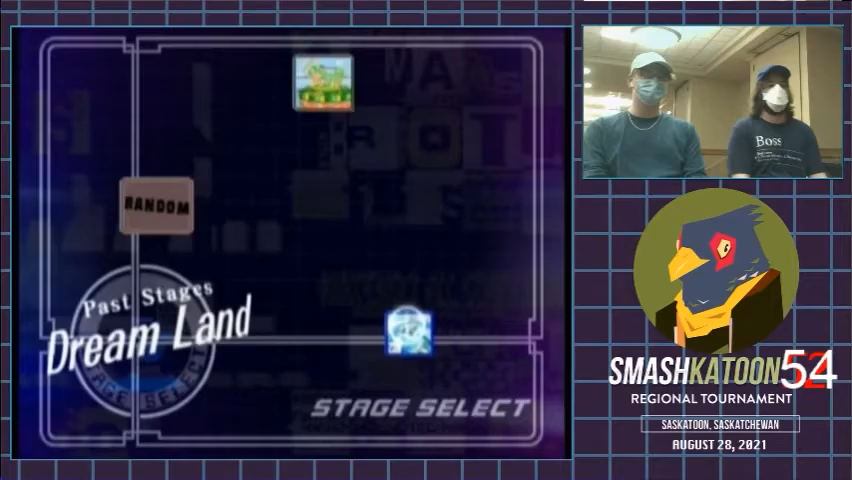 RANDOM
Past Stages
Dream Land
STAGE SELECT
Boss
SMASHKATOON54
REGIONAL TOURNAMENT
SASKATOON, SASKATCHEWAN
AUGUST 28, 2021